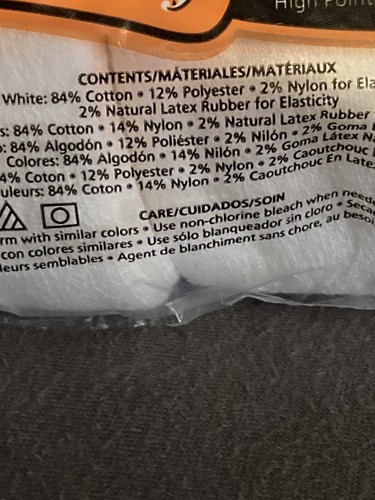 High Point,
CONTENTS/MÁTERIALES/MATÉRIAUX
White: 84% Cotton • 12% Polyester • 2% Nylon for Ela
2% Natural Latex Rubber for Elasticity
s: 84% Cotton • 14% Nylon • 2% Natural Latex Rubber
o: 84% Algodón • 12% Poliéster • 2% Nilón • 2% Goma
Colores: 84% Algodón • 14% Nilón • 2% Goma Látex Na
4% Coton • 12% Polyester • 2% Nylon • 2% Caoutchouc
uleurs: 84% Coton • 14% Nylon • 2% Caoutchouc En Late
CARE/CUIDADOS/SOIN
rm with similar colors • Use non-chlorine bleach when neede
con colores similares • Use sólo blanqueador sin cloro • Seca
leurs semblables • Agent de blanchiment sans chore, au besoi